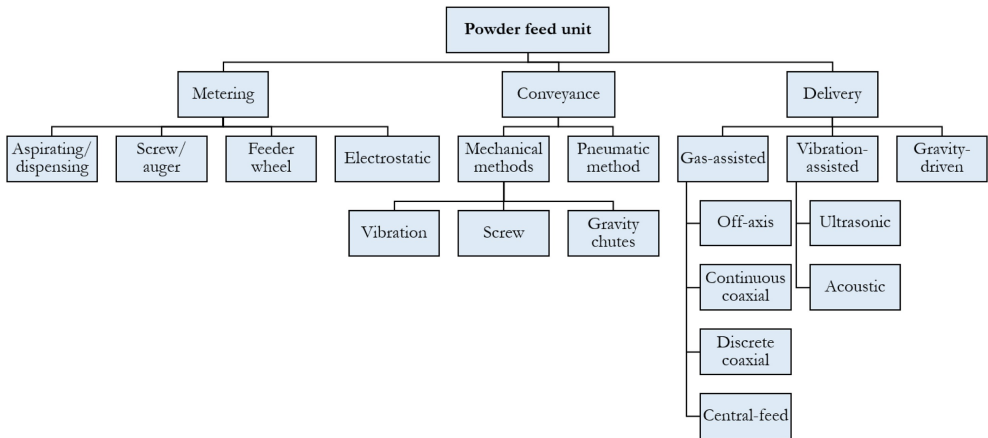 Powder feed unit
Metering
Conveyance
Delivery
Aspirating/
dispensing
Screw/
auger
Feeder
wheel
Electrostatic
Mechanical
methods
Pneumatic
method
Gas-assisted
Vibration-
assisted
Gravity-
driven
Vibration
Screw
Gravity
chutes
Off-axis
Ultrasonic
Continuous
coaxial
Acoustic
Discrete
coaxial
Central-feed